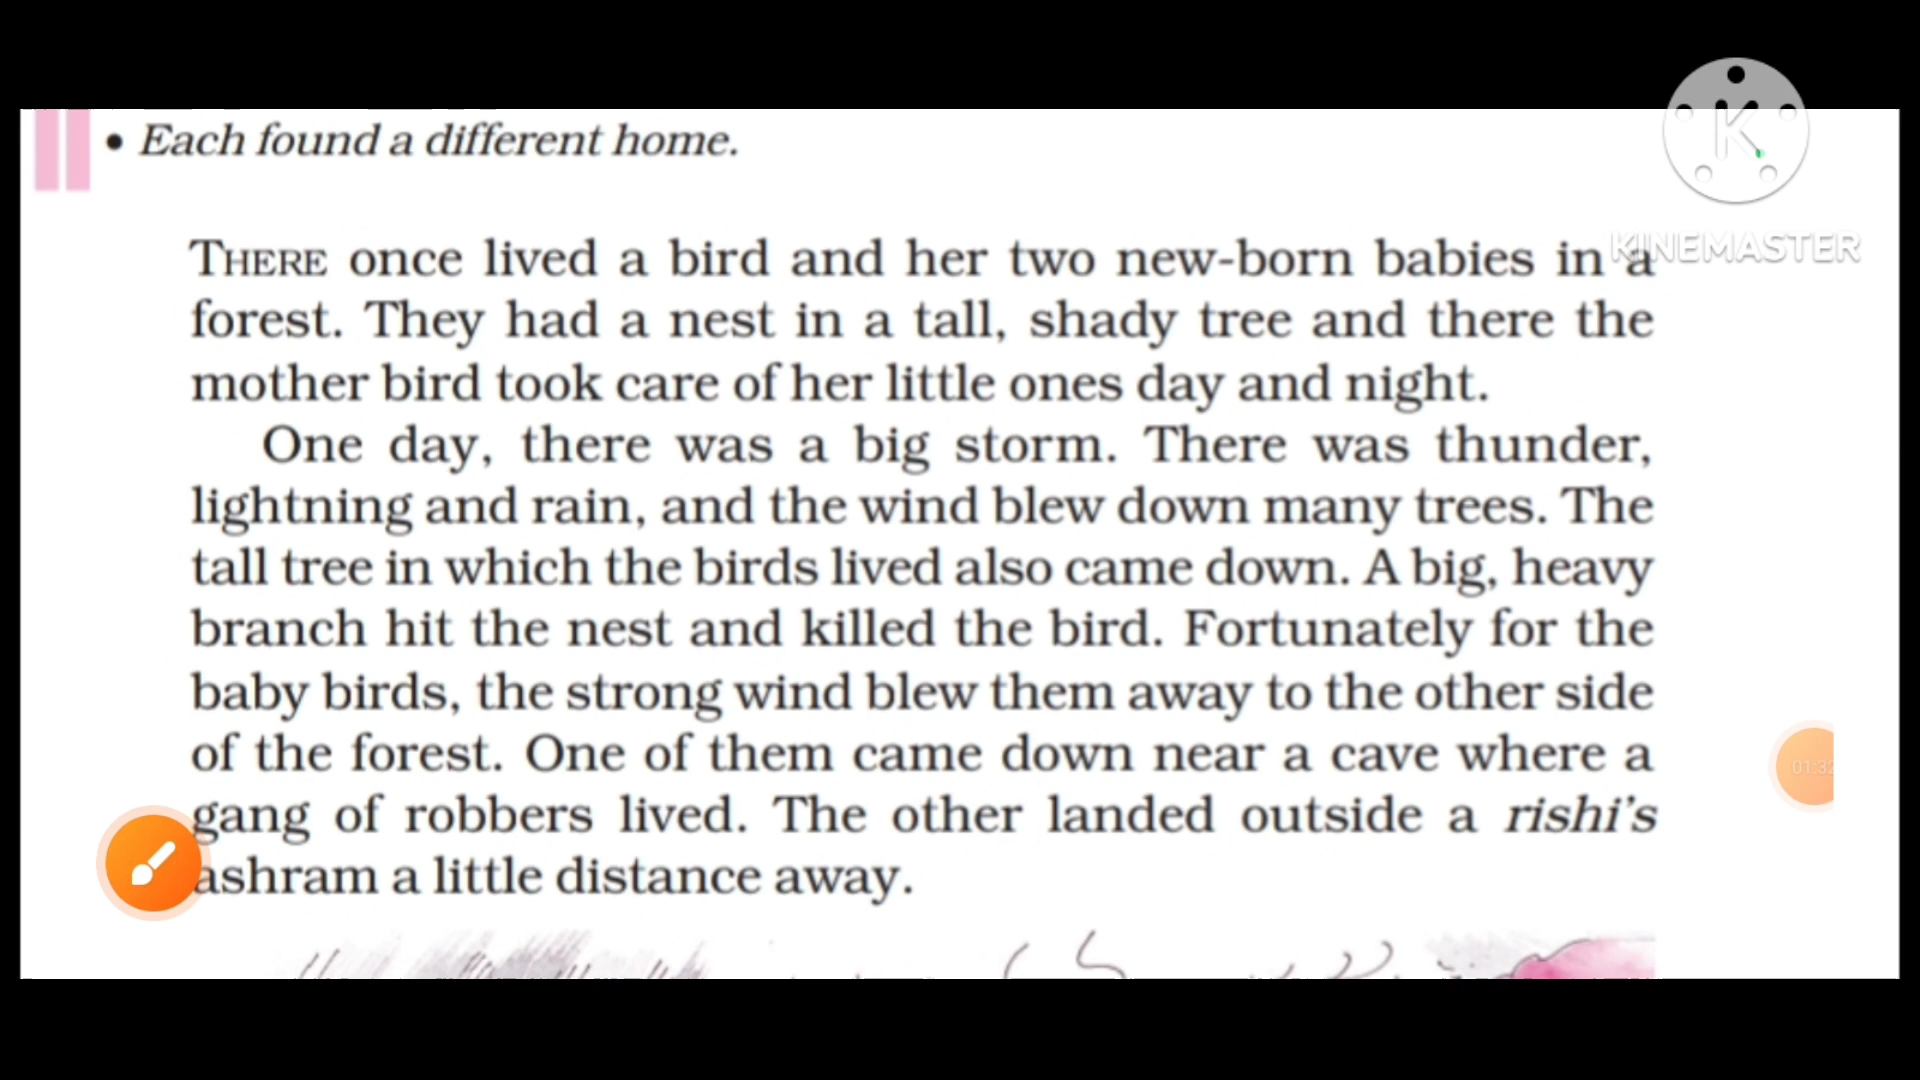 • Each found a different home.
KINEMASTER
THERE once lived a bird and her two new-born babies in a
forest. They had a nest in a tall, shady tree and there the
mother bird took care of her little ones day and night.
One day, there was a big storm. There was thunder,
lightning and rain, and the wind blew down many trees. The
tall tree in which the birds lived also came down. A big, heavy
branch hit the nest and killed the bird. Fortunately for the
baby birds, the strong wind blew them away to the other side
of the forest. One of them came down near a cave where a
gang of robbers lived. The other landed outside a rishi's
ashram a little distance away.
01:32